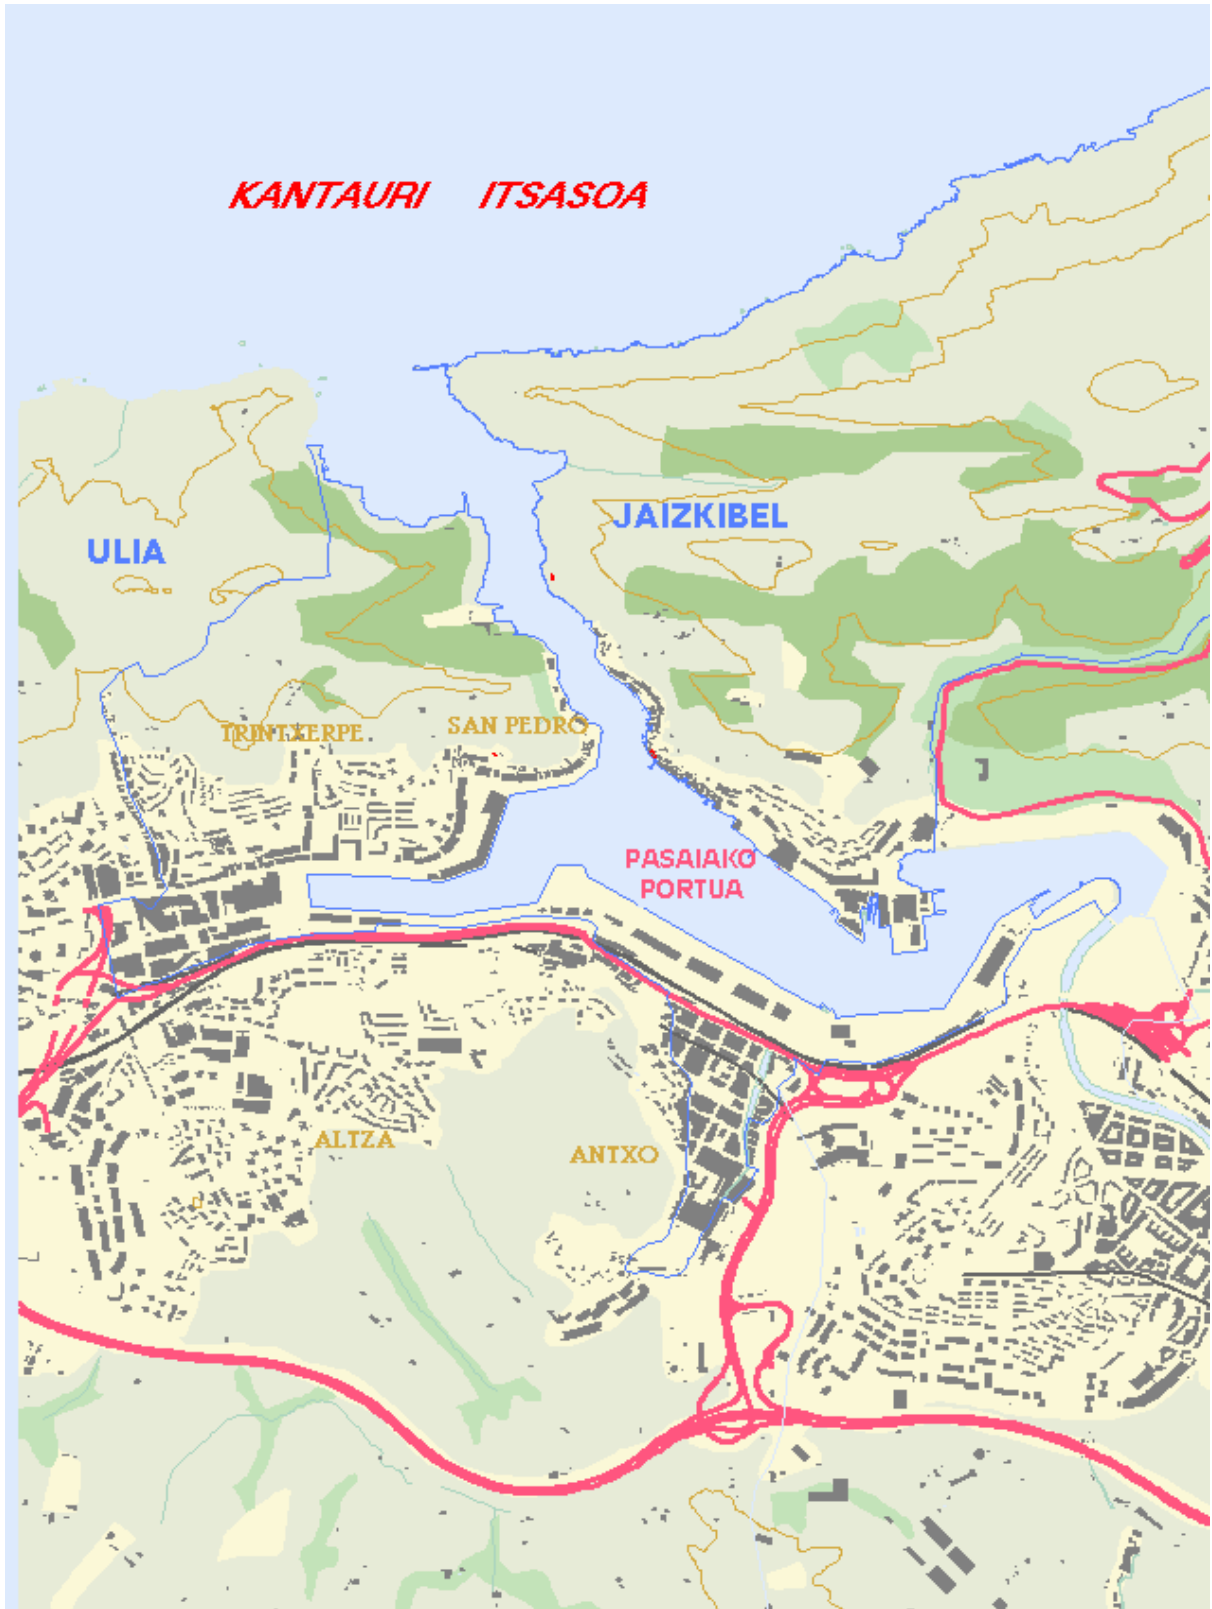 KANTAURI ITSASOA
JAIZKIBEL
ULIA
TRINTXERPE
SAN PEDRO
PASAIAKO
PORTUA
ALTZA
ANTXO